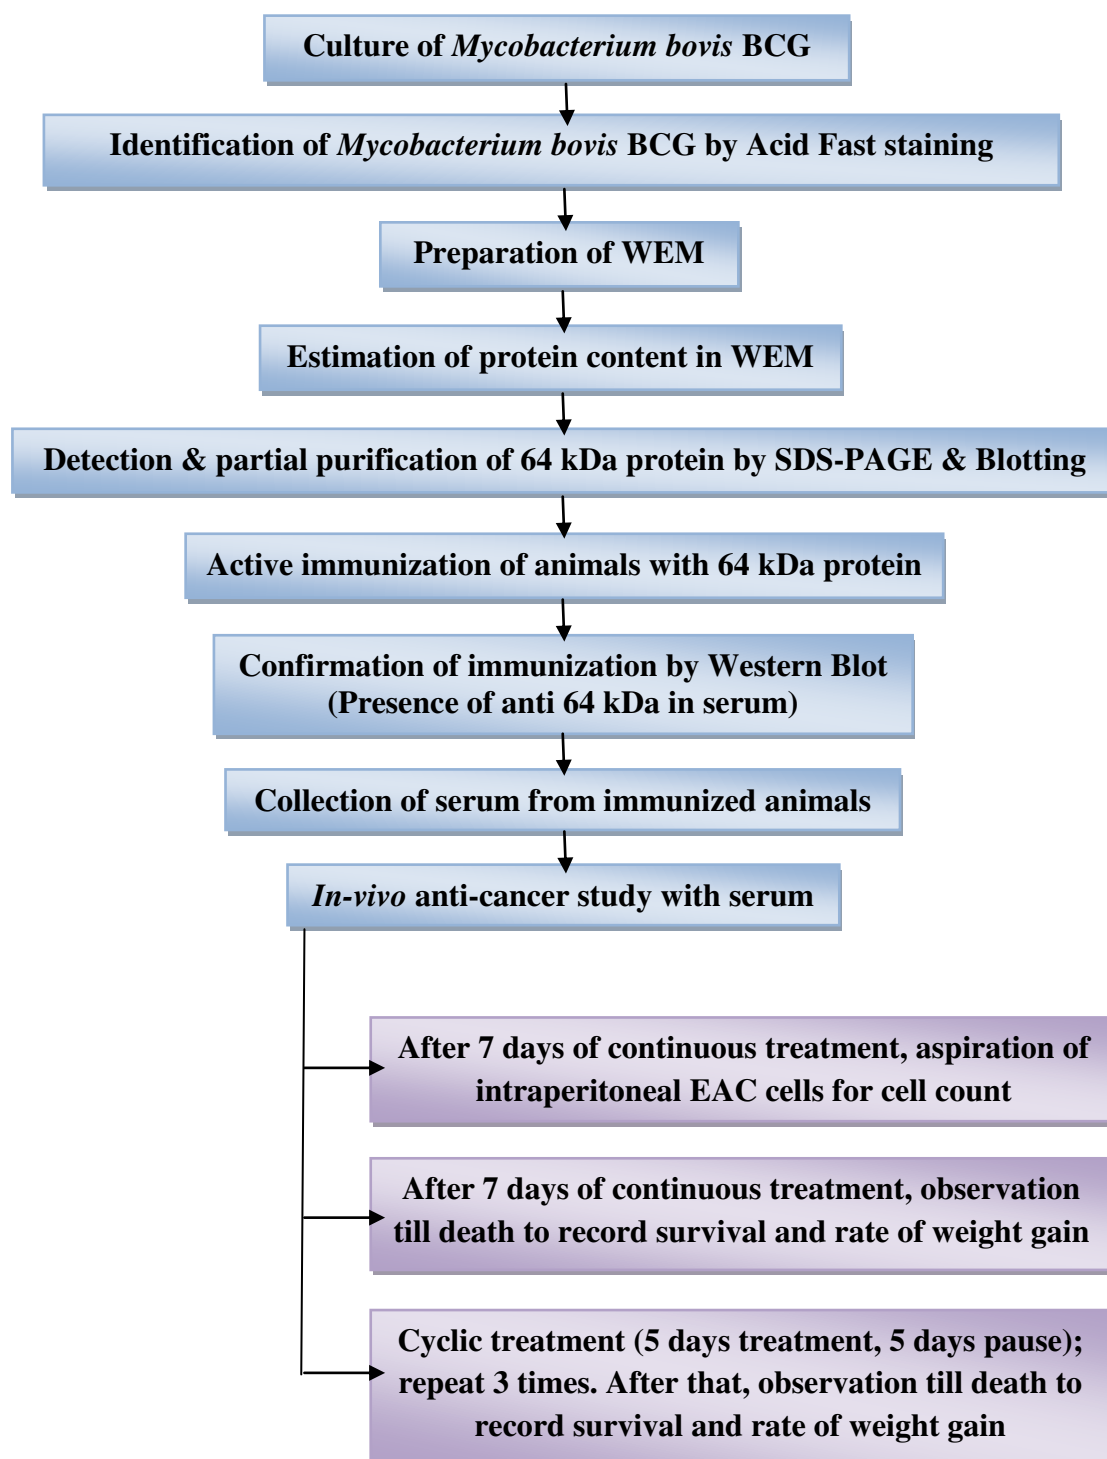 Culture of Mycobacterium bovis BCG
Identification of Mycobacterium bovis BCG by Acid Fast staining
Preparation of WEM
Estimation of protein content in WEM
Detection & partial purification of 64 kDa protein by SDS-PAGE & Blotting
Active immunization of animals with 64 kDa protein
Confirmation of immunization by Western Blot
(Presence of anti 64 kDa in serum)
Collection of serum from immunized animals
In-vivo anti-cancer study with serum
After 7 days of continuous treatment, aspiration of
intraperitoneal EAC cells for cell count
After 7 days of continuous treatment, observation
till death to record survival and rate of weight gain
Cyclic treatment (5 days treatment, 5 days pause);
repeat 3 times. After that, observation till death to
record survival and rate of weight gain